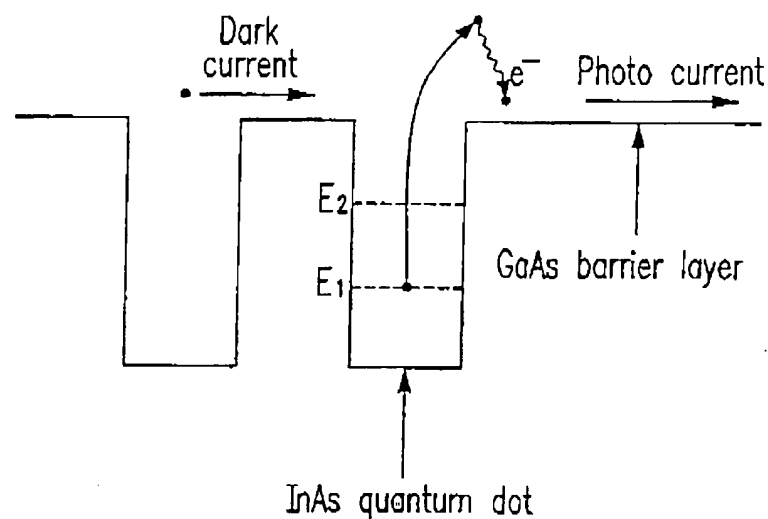 Dark
current
e⁻
Photo current
E₂
E₁
GaAs barrier layer
InAs quantum dot